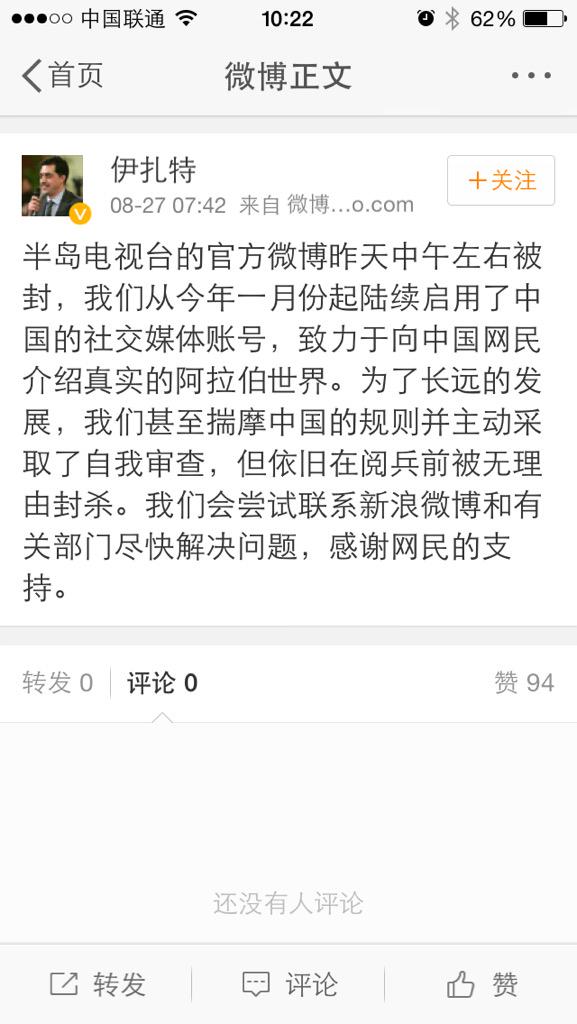 中国联通 10:22 62%
首页 微博正文
伊扎特
+关注
08-27 07:42 来自 微博...o.com
半岛电视台的官方微博昨天中午左右被
封，我们从今年一月份起陆续启用了中
国的社交媒体账号，致力于向中国网民
介绍真实的阿拉伯世界。为了长远的发
展，我们甚至揣摩中国的规则并主动采
取了自我审查，但依旧在阅兵前被无理
由封杀。我们会尝试联系新浪微博和有
关部门尽快解决问题，感谢网民的支
持。
转发 0 评论 0 赞 94
还没有人评论
转发 评论 赞